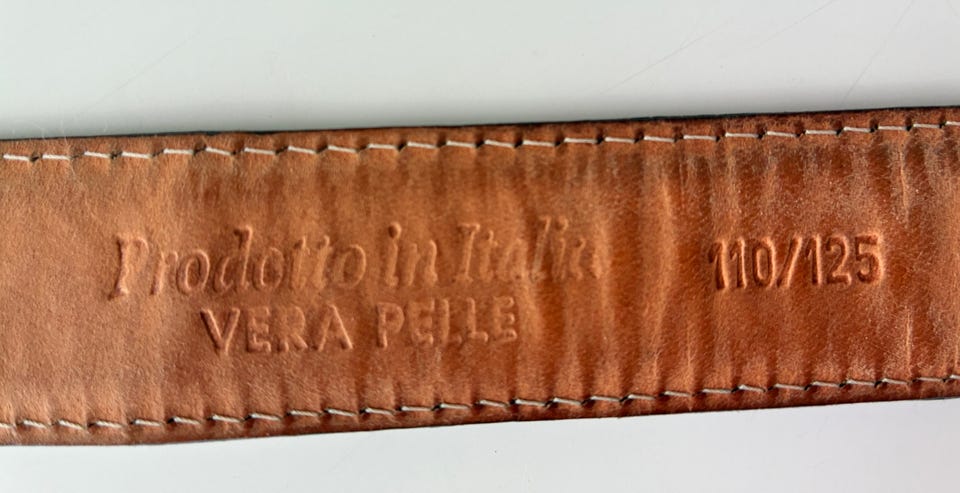 Prodotto in Italia
VERA PELLE
110/125